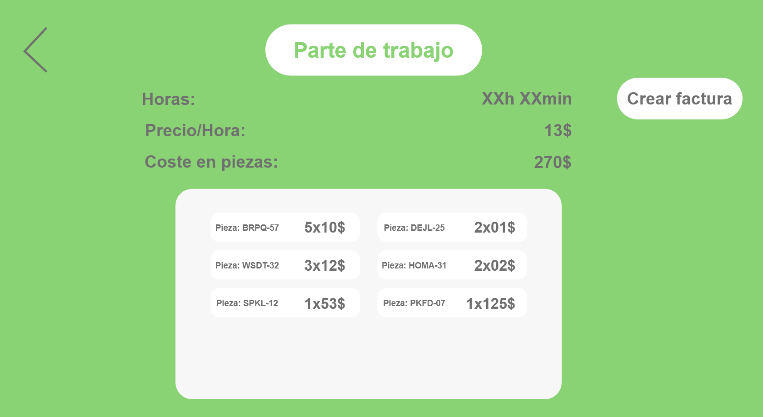 Parte de trabajo
Horas: XXh XXmin
Crear factura
Precio/Hora: 13$
Coste en piezas: 270$
Pieza: BRPQ-57 5x10$
Pieza: DEJL-25 2x01$
Pieza: WSDT-32 3x12$
Pieza: HOMA-31 2x02$
Pieza: SPKL-12 1x53$
Pieza: PKFD-07 1x125$